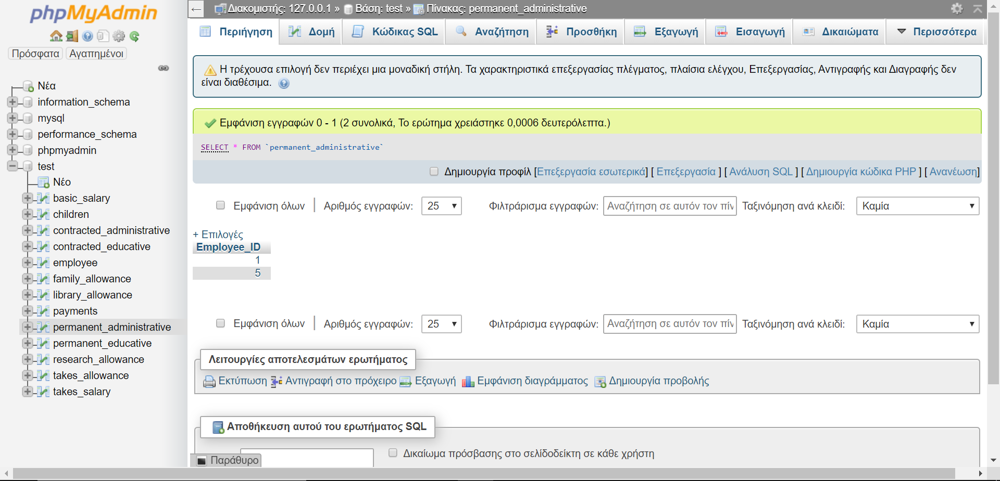 phpMyAdmin
Πρόσφατα Αγαπημένοι
Νέα
information_schema
mysql
performance_schema
phpmyadmin
test
Νέο
basic_salary
children
contracted_administrative
contracted_educative
employee
family_allowance
library_allowance
payments
permanent_administrative
permanent_educative
research_allowance
takes_allowance
takes_salary
← Διακομιστής: 127.0.0.1 » Βάση: test » Πίνακας: permanent_administrative
Περιήγηση Δομή Κώδικας SQL Αναζήτηση Προσθήκη Εξαγωγή Εισαγωγή Δικαιώματα Περισσότερα
Η τρέχουσα επιλογή δεν περιέχει μια μοναδική στήλη. Τα χαρακτηριστικά επεξεργασίας πλέγματος, πλαίσια ελέγχου, Επεξεργασίας, Αντιγραφής και Διαγραφής δεν
είναι διαθέσιμα.
Εμφάνιση εγγραφών 0 - 1 (2 συνολικά, Το ερώτημα χρειάστηκε 0,0006 δευτερόλεπτα.)
SELECT * FROM `permanent_administrative`
Δημιουργία προφίλ [Επεξεργασία εσωτερικά] [ Επεξεργασία ] [ Ανάλυση SQL ] [ Δημιουργία κώδικα PHP ] [ Ανανέωση]
Εμφάνιση όλων | Αριθμός εγγραφών: 25 Φιλτράρισμα εγγραφών: Αναζήτηση σε αυτόν τον πίν Ταξινόμηση ανά κλειδί: Καμία
+ Επιλογές
Employee_ID
1
5
Εμφάνιση όλων | Αριθμός εγγραφών: 25 Φιλτράρισμα εγγραφών: Αναζήτηση σε αυτόν τον πίν Ταξινόμηση ανά κλειδί: Καμία
Λειτουργίες αποτελεσμάτων ερωτήματος
Εκτύπωση Αντιγραφή στο πρόχειρο Εξαγωγή Εμφάνιση διαγράμματος Δημιουργία προβολής
Αποθήκευση αυτού του ερωτήματος SQL
Δικαίωμα πρόσβασης στο σελίδοδείκτη σε κάθε χρήστη
Παράθυρο